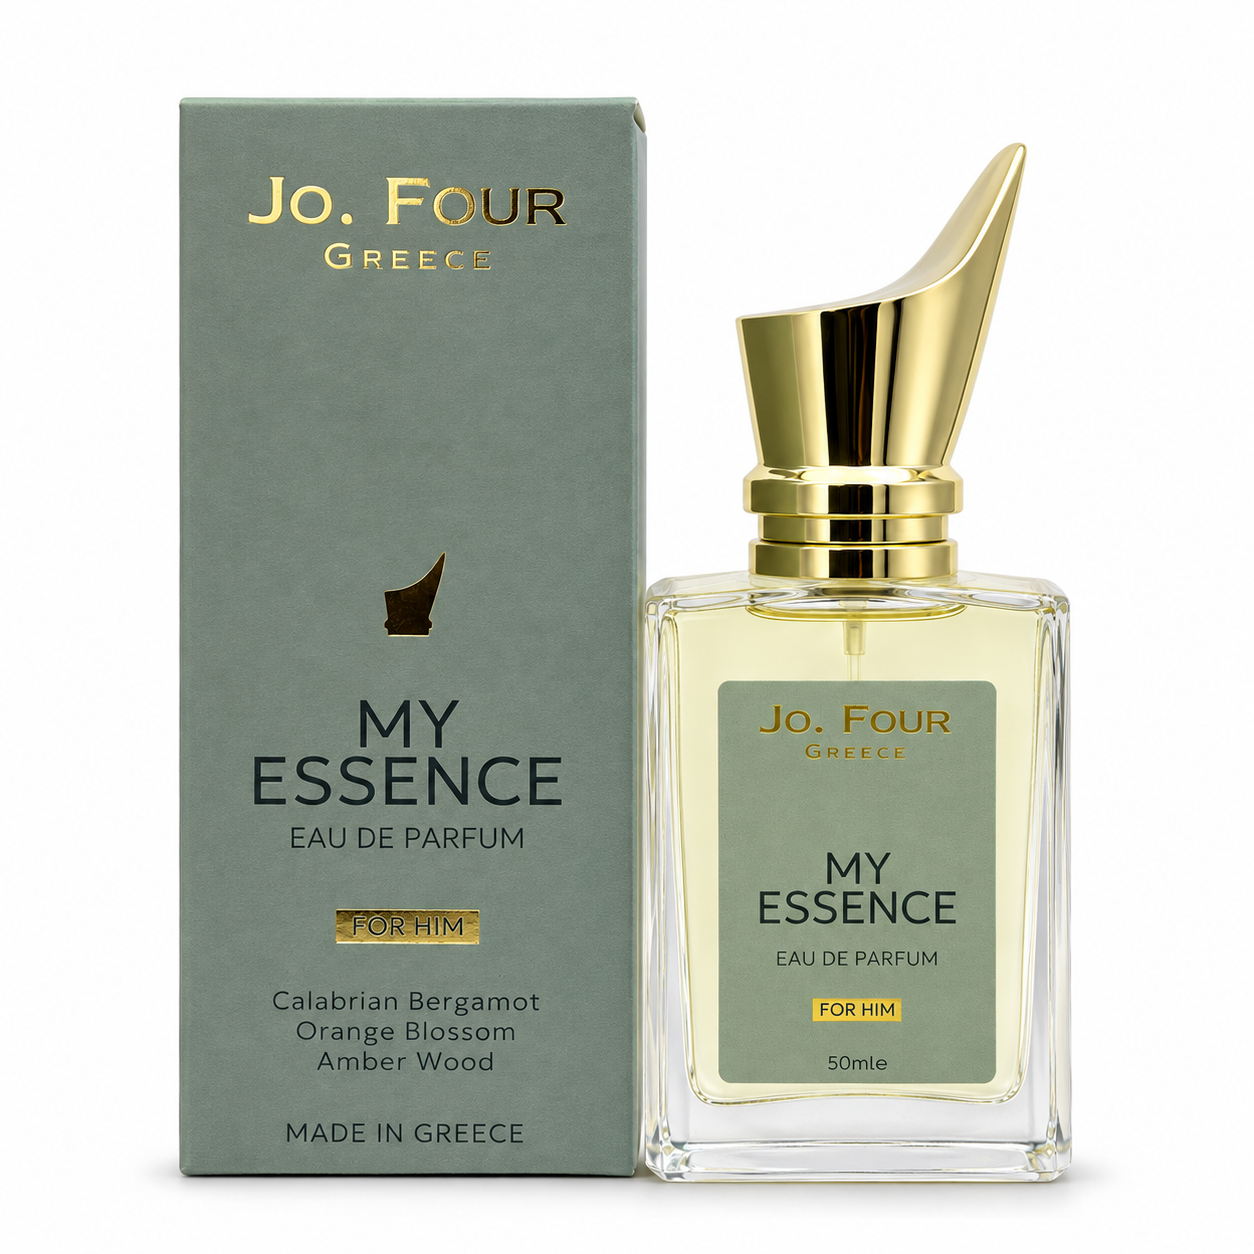 JO. FOUR
GREECE
MY
ESSENCE
EAU DE PARFUM
FOR HIM
Calabrian Bergamot
Orange Blossom
Amber Wood
MADE IN GREECE
JO. FOUR
GREECE
MY
ESSENCE
EAU DE PARFUM
FOR HIM
50mle